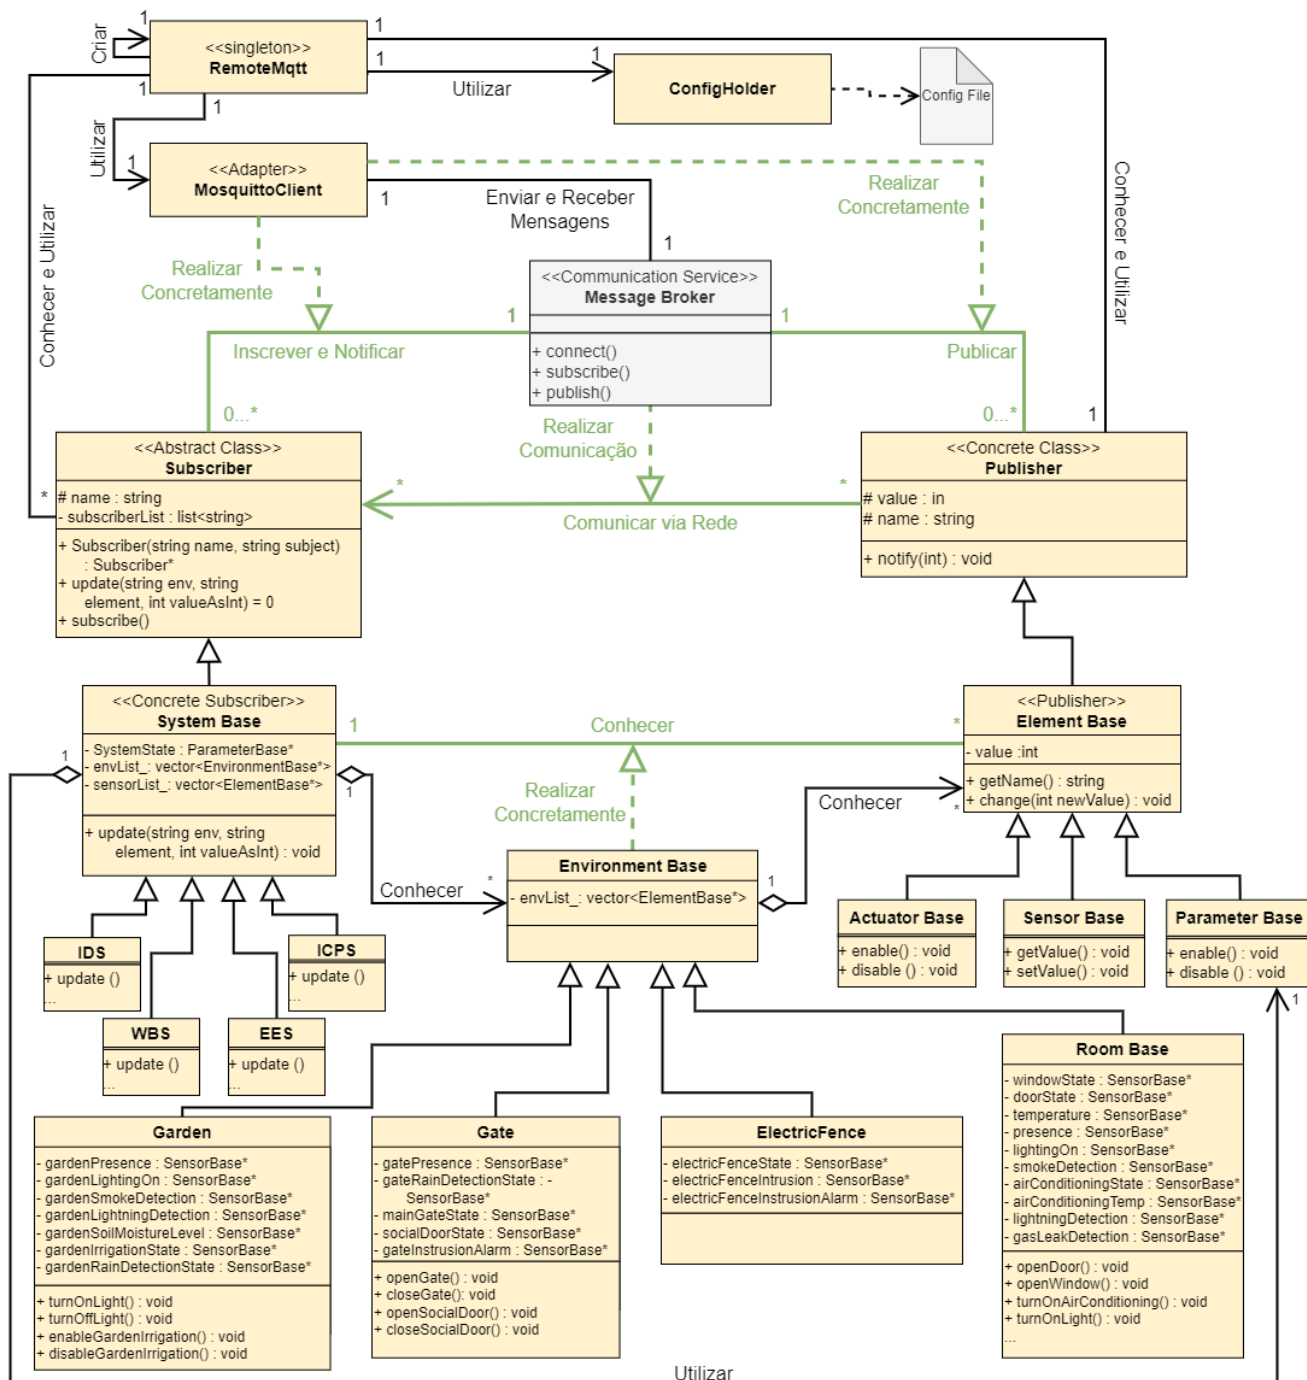 1
1
Criar
<<singleton>>
RemoteMqtt
1
1
Utilizar
1
ConfigHolder
Config File
1
1
Utilizar
1
<<Adapter>>
MosquittoClient
1
Enviar e Receber
Mensagens
1
Realizar
Concretamente
Realizar
Concretamente
Conhecer e Utilizar
Conhecer e Utilizar
<<Communication Service>>
Message Broker
+ connect()
+ subscribe()
+ publish()
1
1
Inscrever e Notificar
Publicar
0...*
0...*
1
Realizar
Comunicação
<<Abstract Class>>
Subscriber
# name : string
- subscriberList : list<string>
+ Subscriber(string name, string subject)
: Subscriber*
+ update(string env, string
element, int valueAsInt) = 0
+ subscribe()
*
*
*
Comunicar via Rede
<<Concrete Class>>
Publisher
# value : in
# name : string
+ notify(int) : void
<<Concrete Subscriber>>
System Base
- SystemState : ParameterBase*
- envList_: vector<EnvironmentBase*>
- sensorList_: vector<ElementBase*>
+ update(string env, string
element, int valueAsInt) : void
1
1
1
Conhecer
*
<<Publisher>>
Element Base
- value :int
+ getName() : string
+ change(int newValue) : void
Realizar
Concretamente
Conhecer
*
Conhecer
*
1
Environment Base
- envList_: vector<ElementBase*>
Actuator Base
+ enable() : void
+ disable () : void
Sensor Base
+ getValue() : void
+ setValue() : void
Parameter Base
+ enable() : void
+ disable () : void
1
IDS
+ update ()
...
ICPS
+ update ()
...
WBS
+ update ()
...
EES
+ update ()
...
Garden
- gardenPresence : SensorBase*
- gardenLightingOn : SensorBase*
- gardenSmokeDetection : SensorBase*
- gardenLightningDetection : SensorBase*
- gardenSoilMoistureLevel : SensorBase*
- gardenIrrigationState : SensorBase*
- gardenRainDetectionState : SensorBase*
+ turnOnLight() : void
+ turnOffLight() : void
+ enableGardenIrrigation() : void
+ disableGardenIrrigation() : void
Gate
- gatePresence : SensorBase*
- gateRainDetectionState : -
SensorBase*
- mainGateState : SensorBase*
- socialDoorState : SensorBase*
- gateInstrusionAlarm : SensorBase*
+ openGate() : void
+ closeGate() : void
+ openSocialDoor() : void
+ closeSocialDoor() : void
ElectricFence
- electricFenceState : SensorBase*
- electricFenceIntrusion : SensorBase*
- electricFenceInstrusionAlarm : SensorBase*
Room Base
- windowState : SensorBase*
- doorState : SensorBase*
- temperature : SensorBase*
- presence : SensorBase*
- lightingOn : SensorBase*
- smokeDetection : SensorBase*
- airConditioningState : SensorBase*
- airConditioningTemp : SensorBase*
- lightningDetection : SensorBase*
- gasLeakDetection : SensorBase*
+ openDoor() : void
+ openWindow() : void
+ turnOnAirConditioning() : void
+ turnOnLight() : void
...
Utilizar